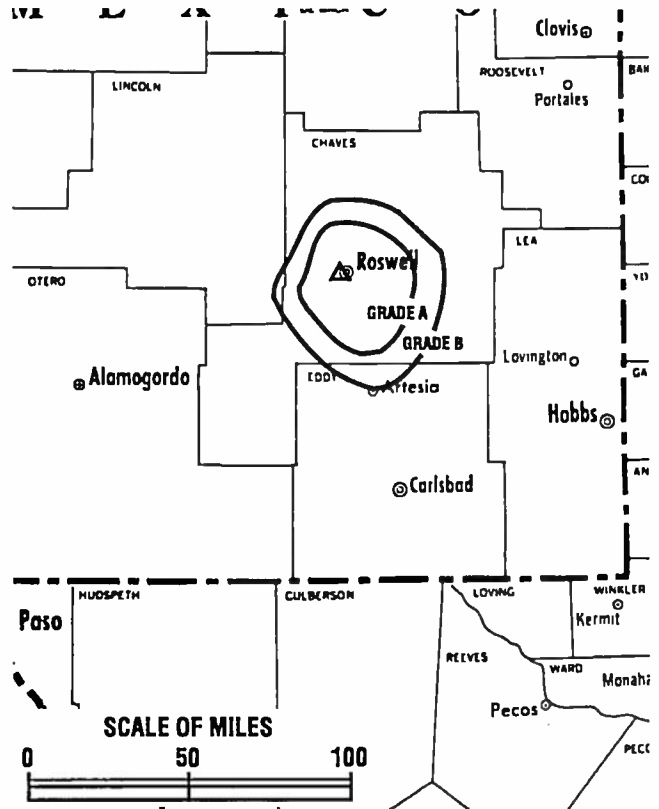 Clovis
ROOSEVELT
LINCOLN
Portales
CHAVES
LEA
Roswell
OTERO
GRADE A
GRADE B
Lovington
EDDY
Alamogordo
Artesia
Hobbs
Carlsbad
HUDSPETH
CULBERSON
LOVING
WINKLER
Paso
Kermit
REEVES
WARD
Monaha
Pecos
SCALE OF MILES
0 50 100